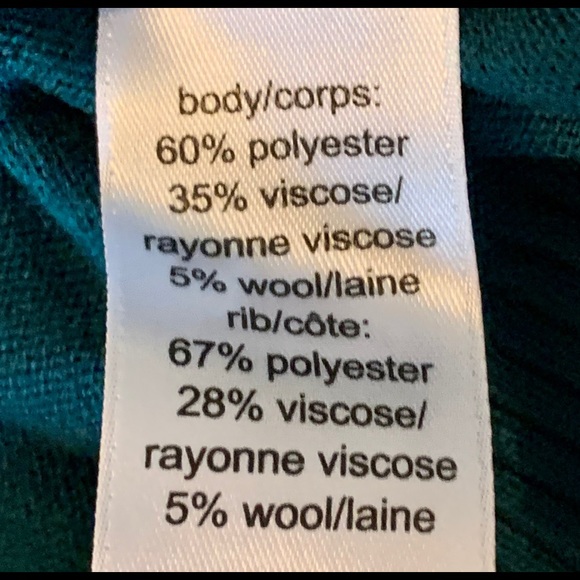 body/corps:
60% polyester
35% viscose/
rayonne viscose
5% wool/laine
rib/côte:
67% polyester
28% viscose/
rayonne viscose
5% wool/laine